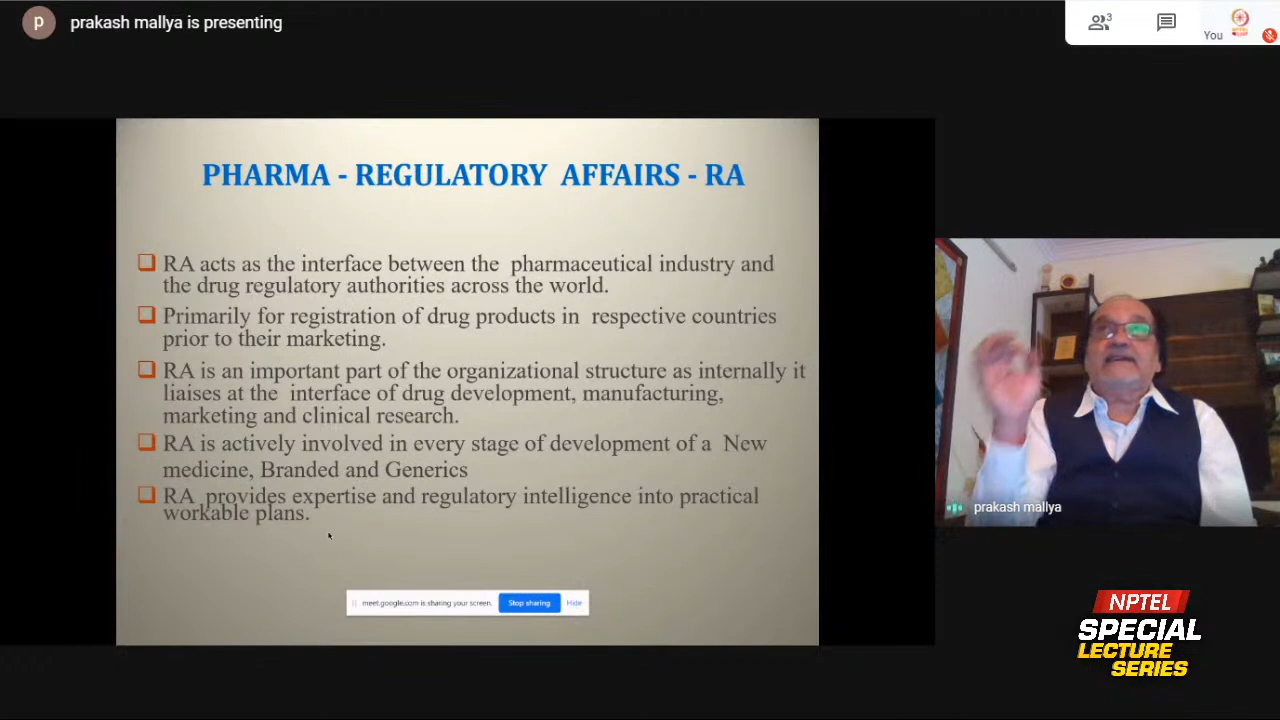 p prakash mallya is presenting
3
You
PHARMA - REGULATORY AFFAIRS - RA
RA acts as the interface between the pharmaceutical industry and
the drug regulatory authorities across the world.
Primarily for registration of drug products in respective countries
prior to their marketing.
RA is an important part of the organizational structure as internally it
liaises at the interface of drug development, manufacturing,
marketing and clinical research.
RA is actively involved in every stage of development of a New
medicine, Branded and Generics
RA provides expertise and regulatory intelligence into practical
workable plans.
meet.google.com is sharing your screen. Stop sharing Hide
prakash mallya
NPTEL
SPECIAL
LECTURE
SERIES